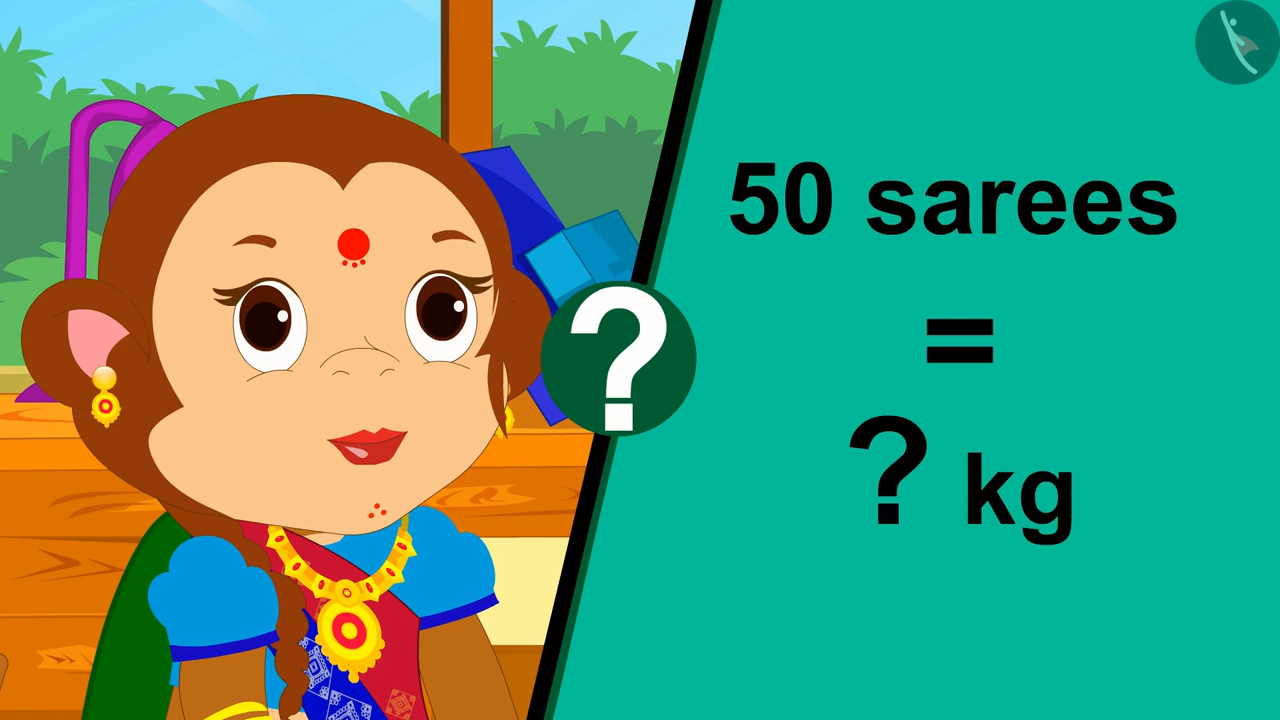 ?
50 sarees
=
? kg